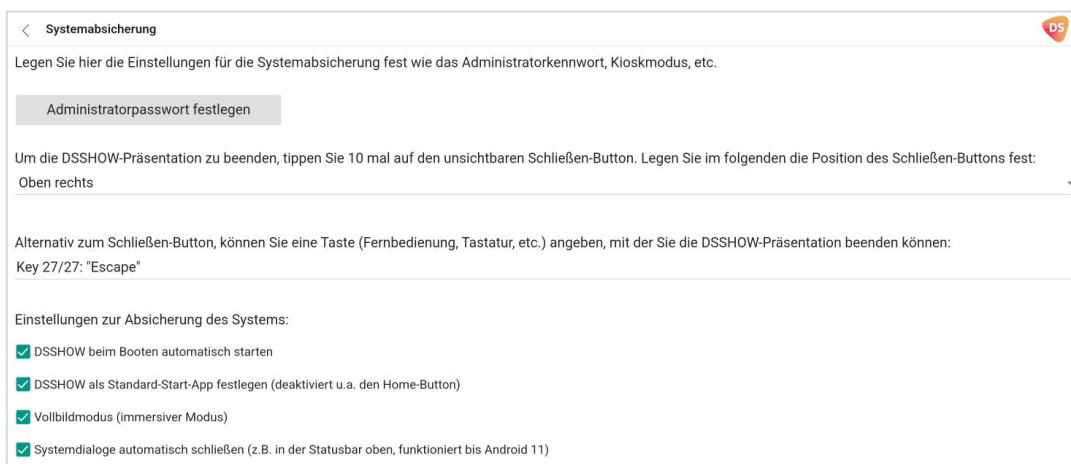 Systemabsicherung
DS
Legen Sie hier die Einstellungen für die Systemabsicherung fest wie das Administratorkennwort, Kioskmodus, etc.
Administratorpasswort festlegen
Um die DSSHOW-Präsentation zu beenden, tippen Sie 10 mal auf den unsichtbaren Schließen-Button. Legen Sie im folgenden die Position des Schließen-Buttons fest:
Oben rechts
Alternativ zum Schließen-Button, können Sie eine Taste (Fernbedienung, Tastatur, etc.) angeben, mit der Sie die DSSHOW-Präsentation beenden können:
Key 27/27: "Escape"
Einstellungen zur Absicherung des Systems:
DSSHOW beim Booten automatisch starten
DSSHOW als Standard-Start-App festlegen (deaktiviert u.a. den Home-Button)
Vollbildmodus (immersiver Modus)
Systemdialoge automatisch schließen (z.B. in der Statusbar oben, funktioniert bis Android 11)